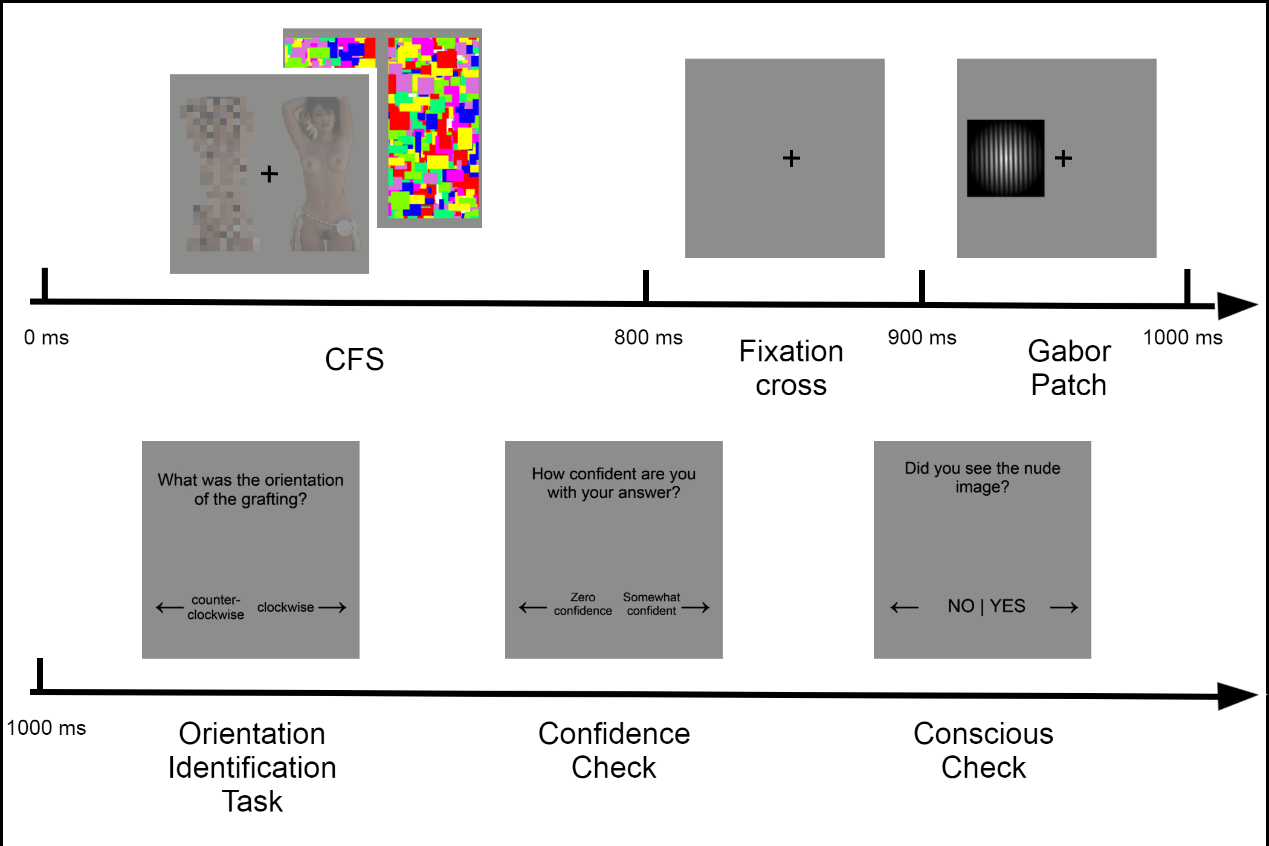 0 ms
800 ms
900 ms
1000 ms
CFS
Fixation
cross
Gabor
Patch
What was the orientation
of the grafting?
counter-
clockwise
clockwise
How confident are you
with your answer?
Zero
confidence
Somewhat
confident
Did you see the nude
image?
NO | YES
1000 ms
Orientation
Identification
Task
Confidence
Check
Conscious
Check